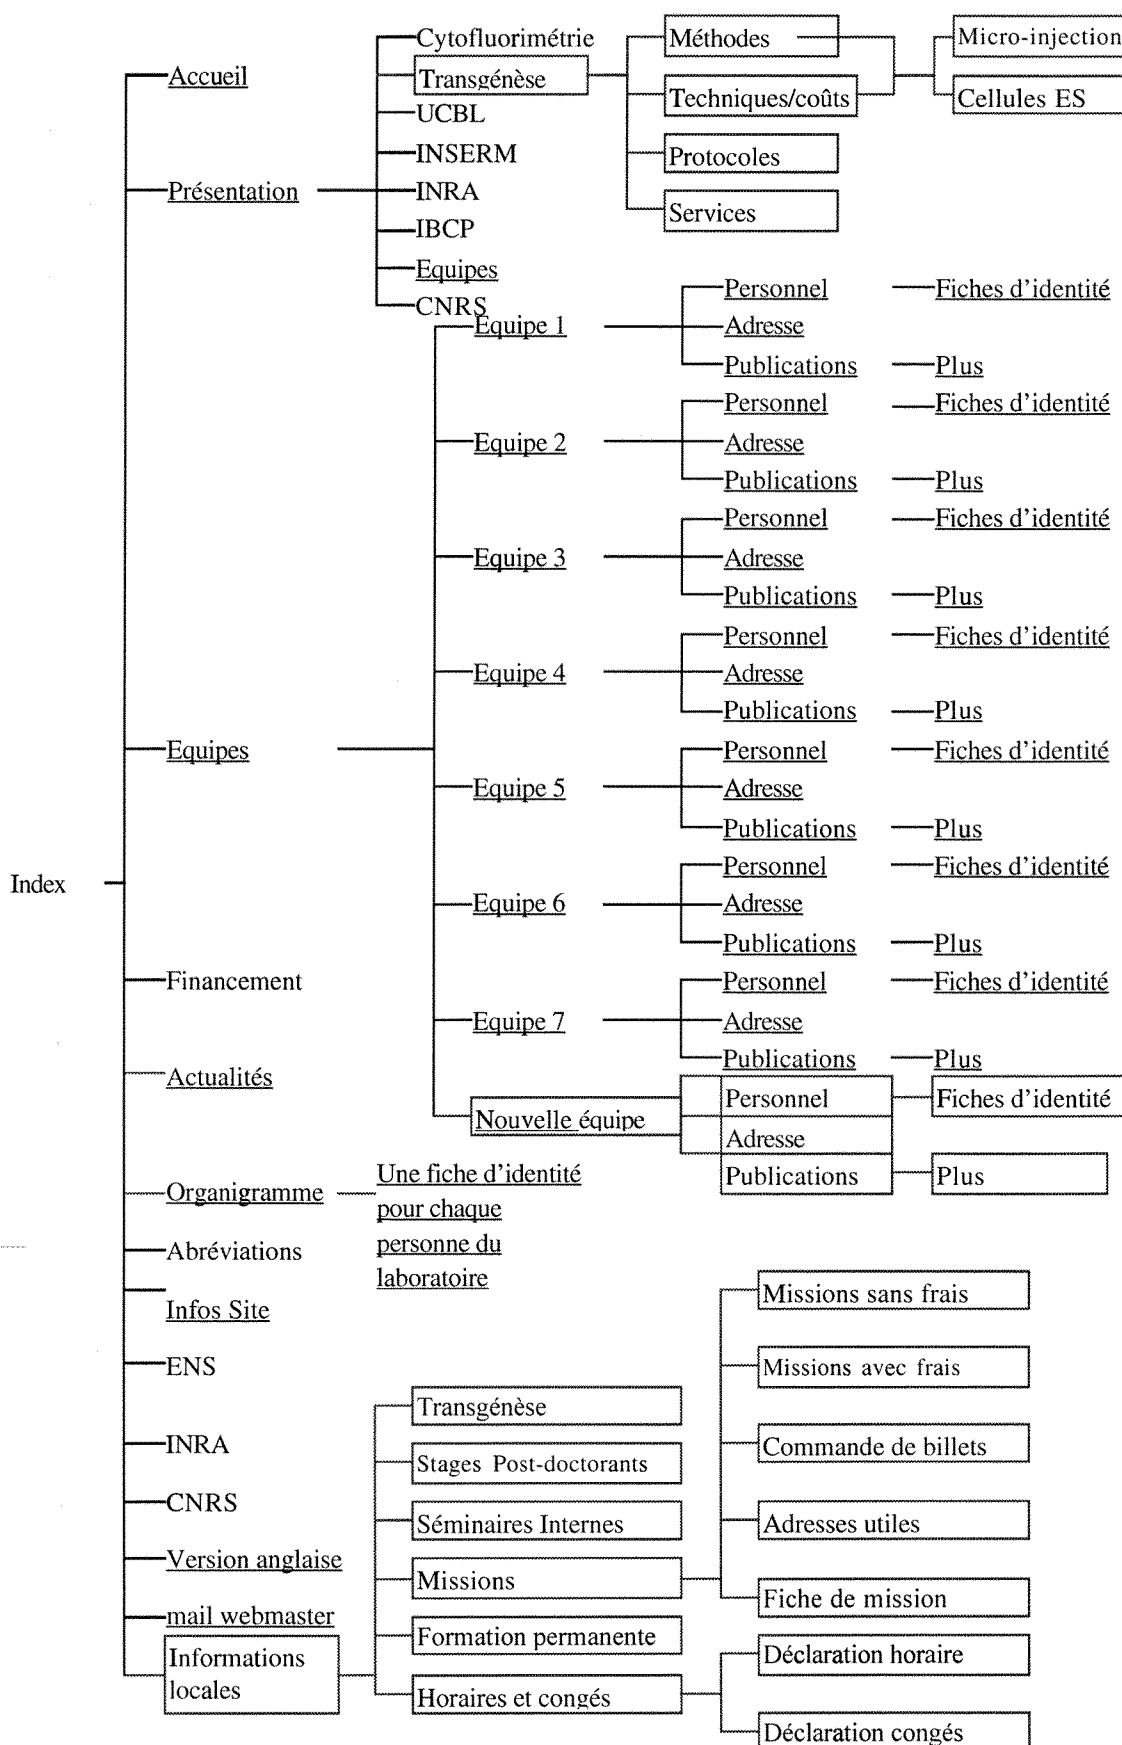 Cytofluorimétrie
Méthodes
Micro-injection
Accueil
Transgénèse
Techniques/coûts
Cellules ES
UCBL
INSERM
Protocoles
Présentation
INRA
Services
IBCP
Equipes
CNRS
Personnel
Fiches d'identité
Equipe 1
Adresse
Publications
Plus
Personnel
Fiches d'identité
Equipe 2
Adresse
Publications
Plus
Personnel
Fiches d'identité
Equipe 3
Adresse
Publications
Plus
Personnel
Fiches d'identité
Equipe 4
Adresse
Publications
Plus
Equipes
Personnel
Fiches d'identité
Equipe 5
Adresse
Publications
Plus
Index
Personnel
Fiches d'identité
Equipe 6
Adresse
Publications
Plus
Financement
Personnel
Fiches d'identité
Equipe 7
Adresse
Publications
Plus
Actualités
Nouvelle équipe
Personnel
Fiches d'identité
Adresse
Publications
Plus
Organigramme
Une fiche d'identité
pour chaque
personne du
laboratoire
Abréviations
Infos Site
ENS
INRA
CNRS
Version anglaise
mail webmaster
Informations
locales
Transgénèse
Stages Post-doctorants
Séminaires Internes
Missions
Formation permanente
Horaires et congés
Missions sans frais
Missions avec frais
Commande de billets
Adresses utiles
Fiche de mission
Déclaration horaire
Déclaration congés